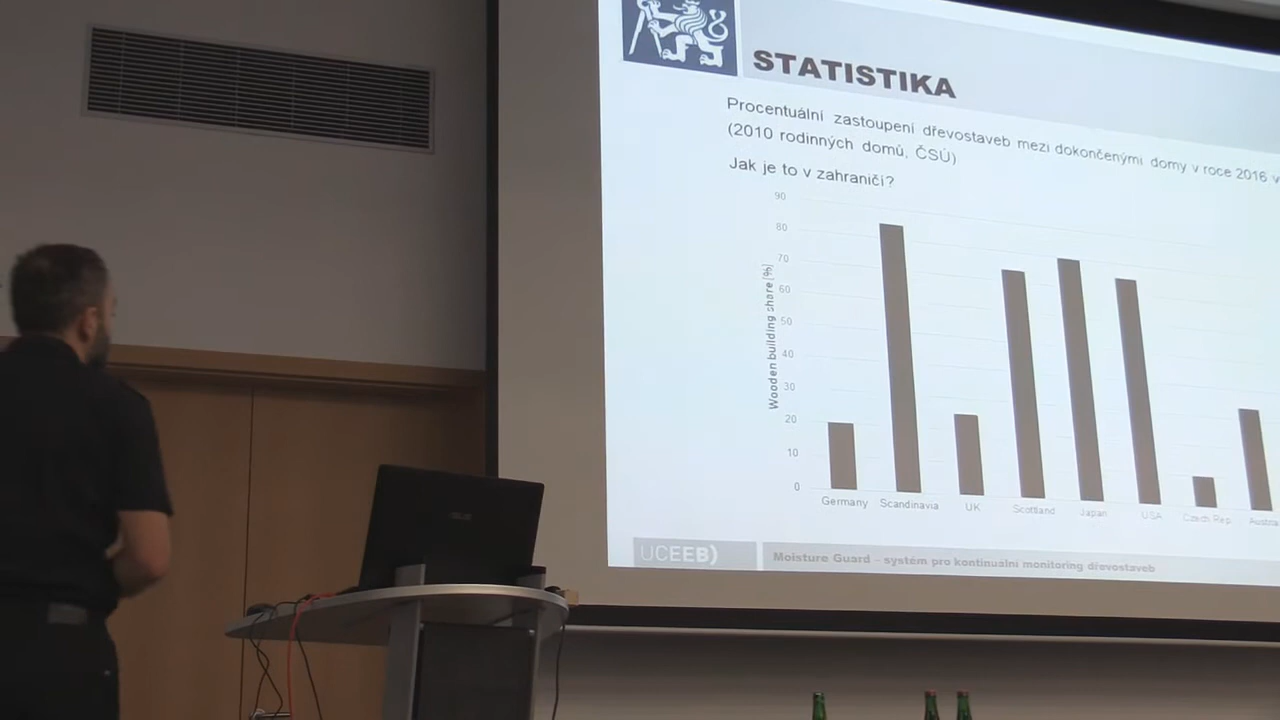 STATISTIKA
Procentuální zastoupení dřevostaveb mezi dokončenými domy v roce 2016 v
(2010 rodinných domů, ČSÚ)
Jak je to v zahraničí?
90
80
70
60
50
40
30
20
10
0
Wooden building share [%]
Germany Scandinavia UK Scotland Japan USA Czech Rep. Austra
ASUS
UCEEB)
Moisture Guard - systém pro kontinuální monitoring dřevostaveb